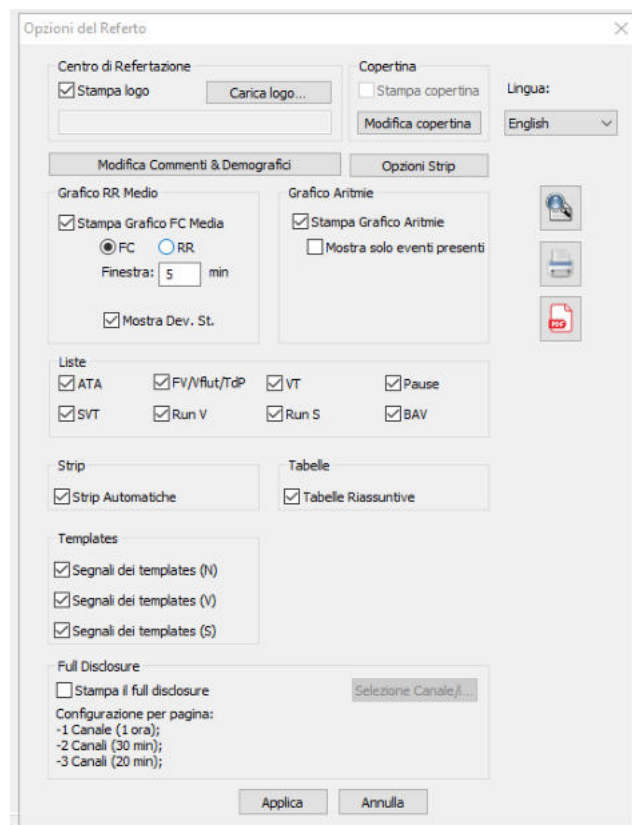 Opzioni del Referto
Centro di Refertazione
Stampa logo
Carica logo...
Copertina
Stampa copertina
Modifica copertina
Lingua:
English
Modifica Commenti & Demografici
Opzioni Strip
Grafico RR Medio
Stampa Grafico FC Media
FC RR
Finestra: 5 min
Mostra Dev. St.
Grafico Aritmie
Stampa Grafico Aritmie
Mostra solo eventi presenti
PDF
Liste
ATA FV/Vflut/TdP VT Pause
SVT Run V Run S BAV
Strip
Strip Automatiche
Tabelle
Tabelle Riassuntive
Templates
Segnali dei templates (N)
Segnali dei templates (V)
Segnali dei templates (S)
Full Disclosure
Stampa il full disclosure
Selezione Canale/I...
Configurazione per pagina:
-1 Canale (1 ora);
-2 Canali (30 min);
-3 Canali (20 min);
Applica Annulla